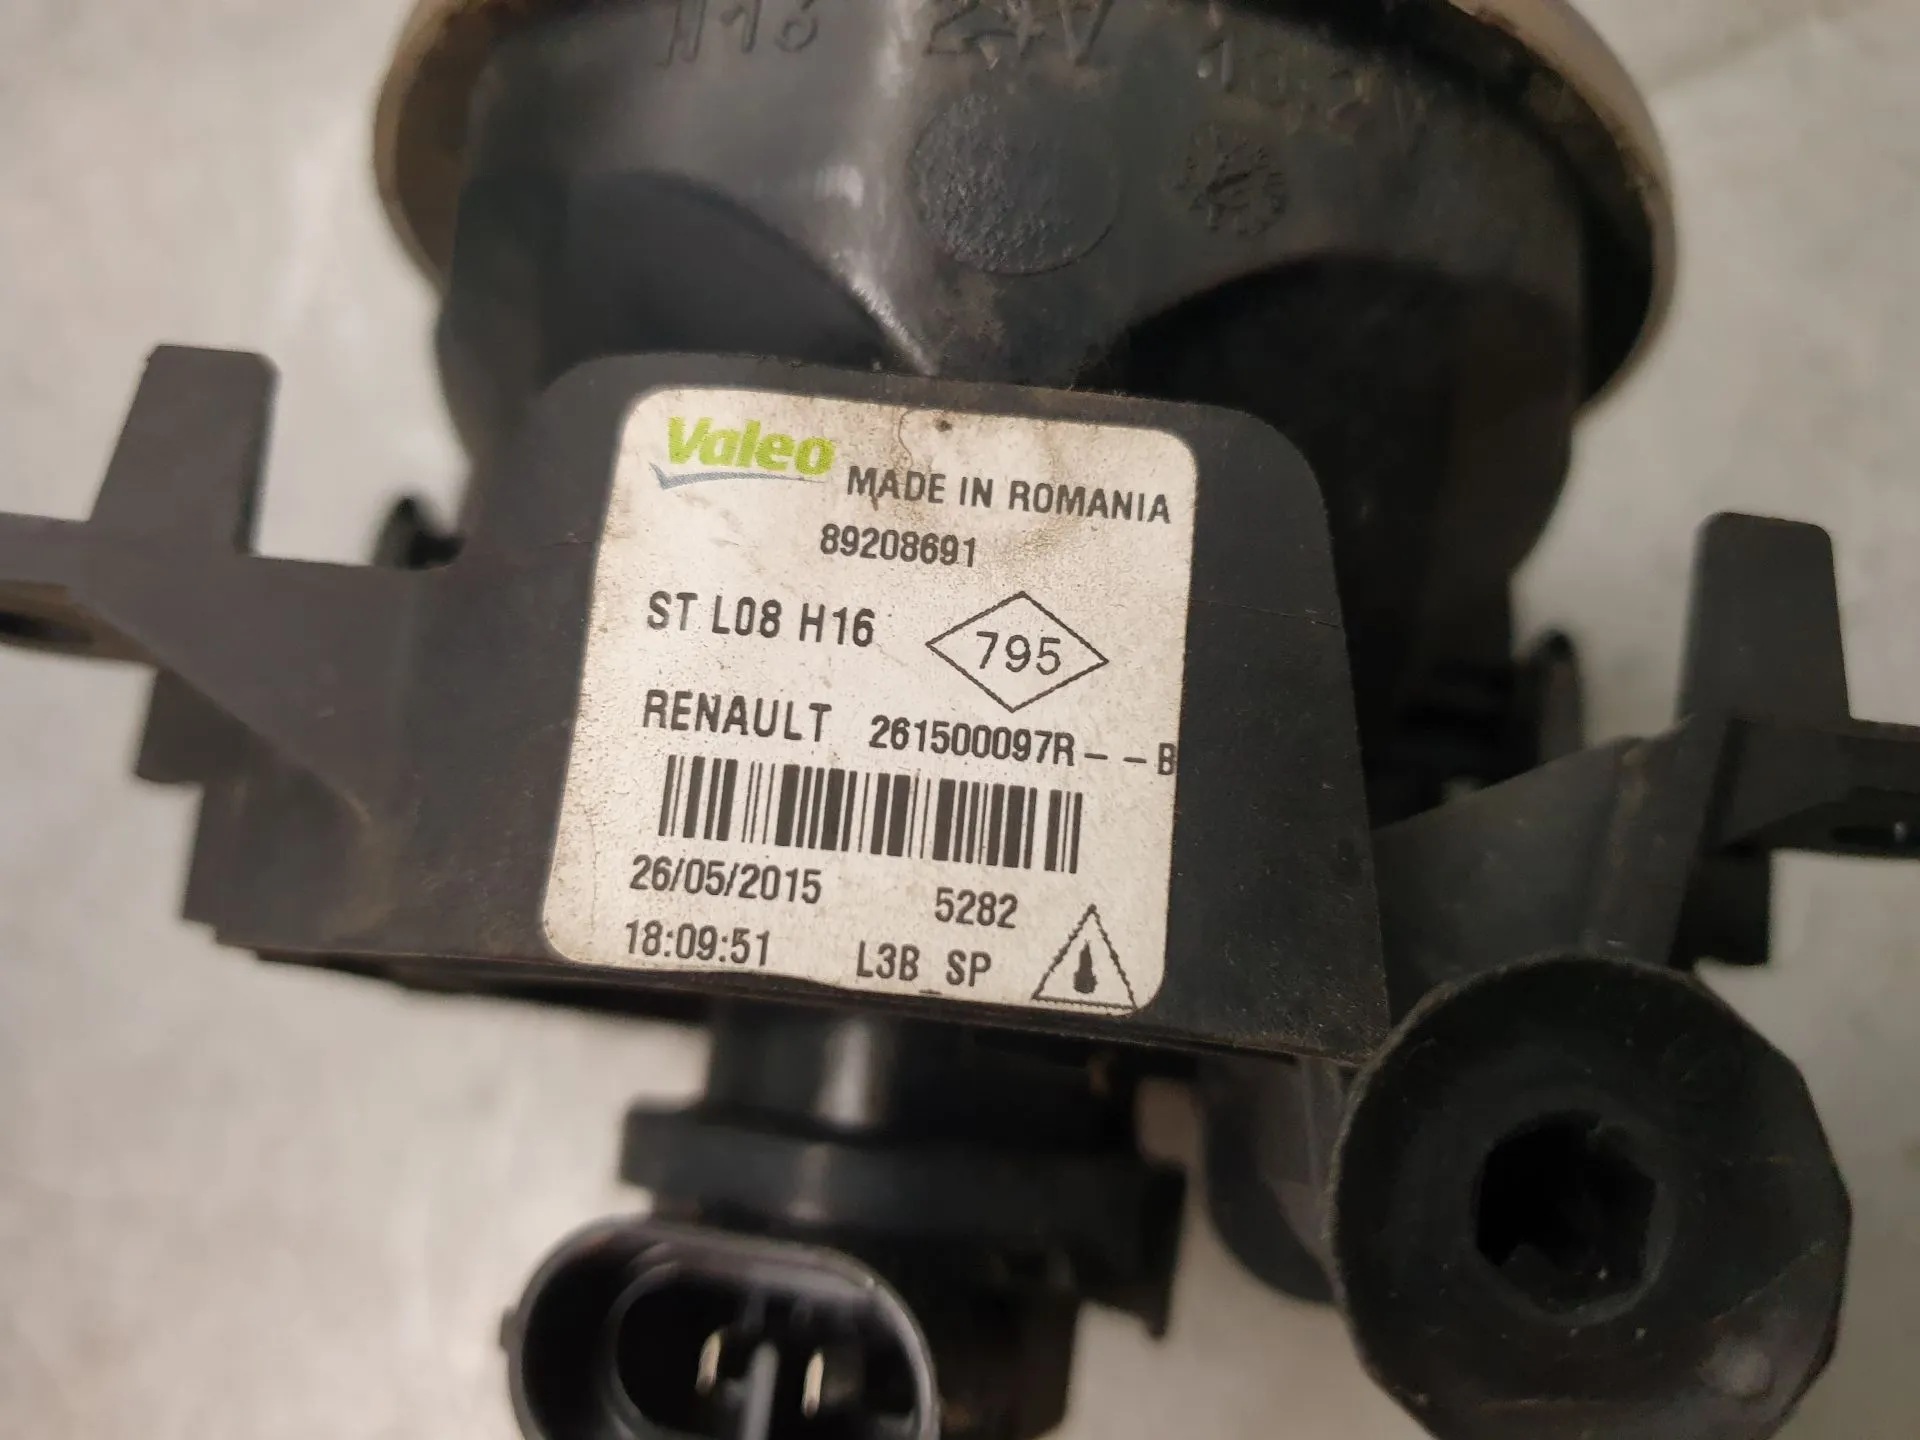 H16
Valeo MADE IN ROMANIA
89208691
ST L08 H16 795
RENAULT 261500097R--B
26/05/2015 5282
18:09:51 L3B_SP